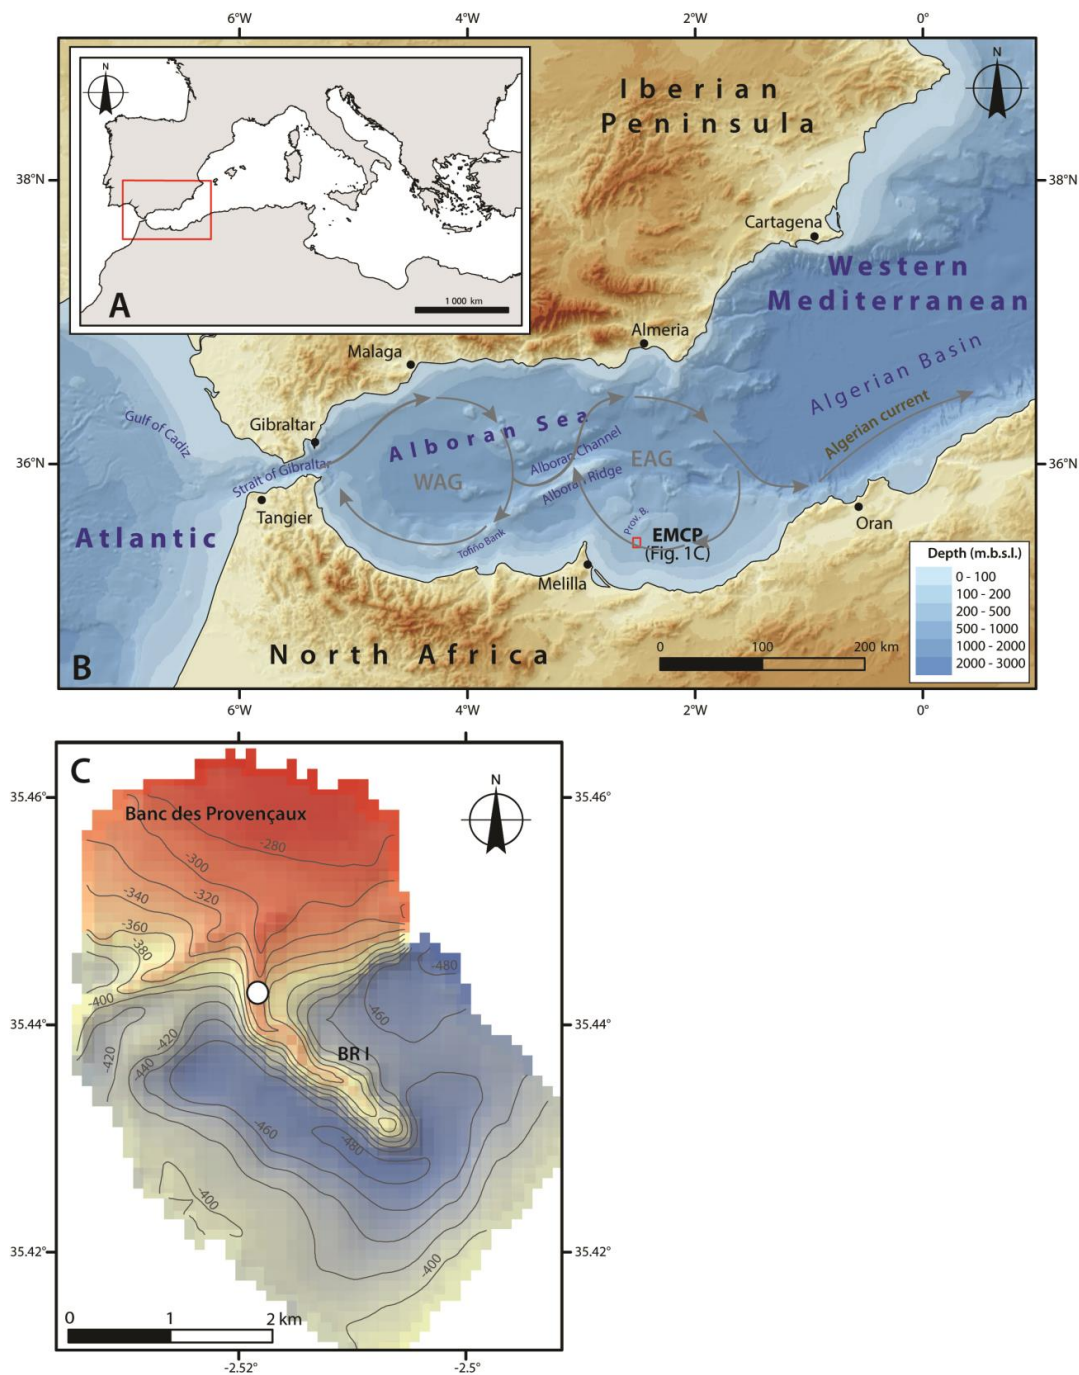 6°W
4°W
2°W
0°
N
1 000 km
A
Iberian
Peninsula
N
38°N
38°N
Cartagena
Western
Mediterranean
Almeria
Malaga
Algerian Basin
Algerian current
Gulf of Cadiz
Gibraltar
Alboran Sea
Alboran Channel
EAG
36°N
36°N
Strait of Gibraltar
WAG
Alboran Ridge
Tangier
Prov. B.
Oran
Atlantic
Tofiño Bank
EMCP
(Fig. 1C)
Melilla
Depth (m.b.s.l.)
0 - 100
100 - 200
200 - 500
500 - 1000
1000 - 2000
2000 - 3000
North Africa
0
100
200 km
B
6°W
4°W
2°W
0°
C
N
35.46°
35.46°
Banc des Provençaux
-280
-300
-320
-340
-360
-380
-480
-400
-460
35.44°
35.44°
-420
-420
BR I
-440
-460
-480
-400
35.42°
35.42°
-400
0
1
2 km
-2.52°
-2.5°